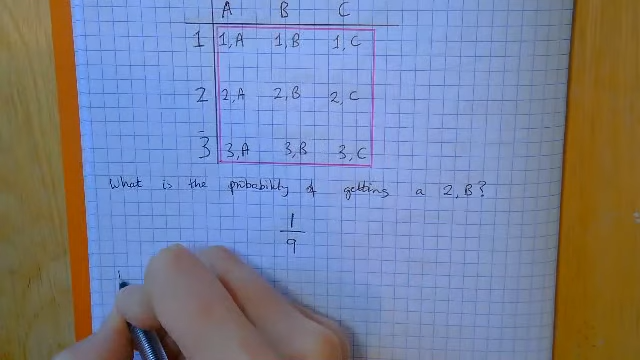 A B C
1 1,A 1,B 1,C
2 2,A 2,B 2,C
3 3,A 3,B 3,C
What is the probability of getting a 2,B?
1
9